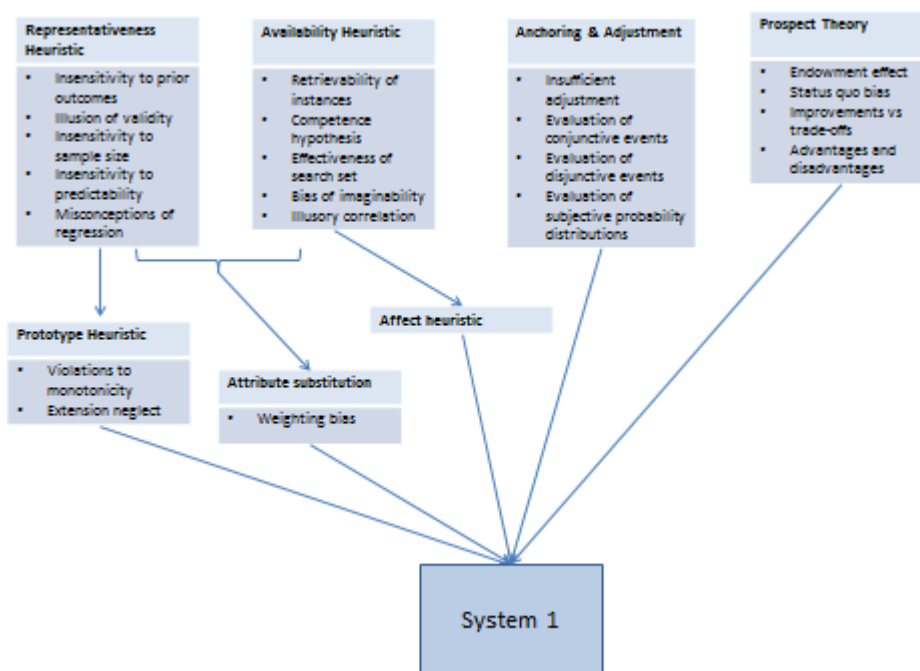 Representativeness
Heuristic
• Insensitivity to prior
outcomes
• Illusion of validity
• Insensitivity to
sample size
• Insensitivity to
predictability
• Misconceptions of
regression
Availability Heuristic
• Retrievability of
instances
• Competence
hypothesis
• Effectiveness of
search set
• Bias of imaginability
• Illusory correlation
Anchoring & Adjustment
• Insufficient
adjustment
• Evaluation of
conjunctive events
• Evaluation of
disjunctive events
• Evaluation of
subjective probability
distributions
Prospect Theory
• Endowment effect
• Status quo bias
• Improvements vs
trade-offs
• Advantages and
disadvantages
Prototype Heuristic
• Violations to
monotonicity
• Extension neglect
Attribute substitution
• Weighting bias
Affect heuristic
System 1